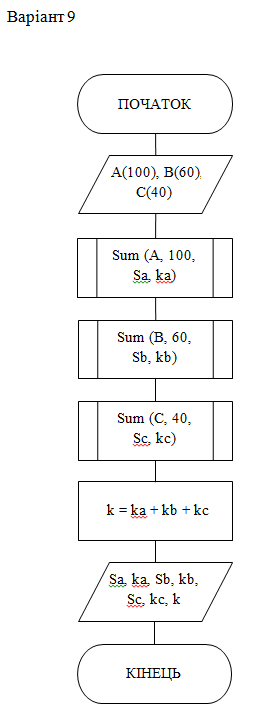 Варіант 9
ПОЧАТОК
A(100), B(60),
C(40)
Sum (A, 100,
Sa, ka)
Sum (B, 60,
Sb, kb)
Sum (C, 40,
Sc, kc)
k = ka + kb + kc
Sa, ka, Sb, kb,
Sc, kc, k
КІНЕЦЬ